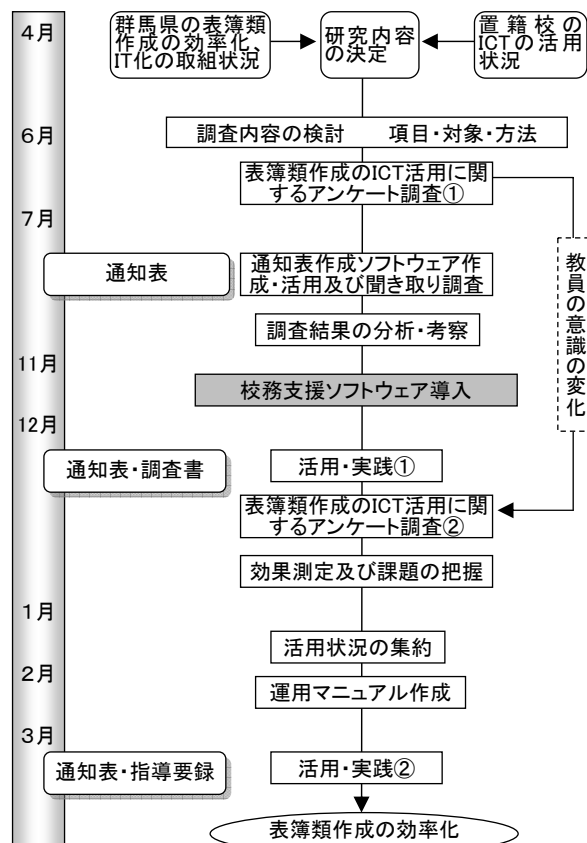 4月
群馬県の表簿類
作成の効率化、
IT化の取組状況
研究内容
の決定
置籍校の
ICTの活用
状況
6月
調査内容の検討　項目・対象・方法
表簿類作成のICT活用に関
するアンケート調査①
7月
通知表
通知表作成ソフトウェア作
成・活用及び聞き取り調査
教員の意識の変化
調査結果の分析・考察
11月
校務支援ソフトウェア導入
12月
通知表・調査書
活用・実践①
表簿類作成のICT活用に関
するアンケート調査②
効果測定及び課題の把握
1月
活用状況の集約
2月
運用マニュアル作成
3月
通知表・指導要録
活用・実践②
表簿類作成の効率化